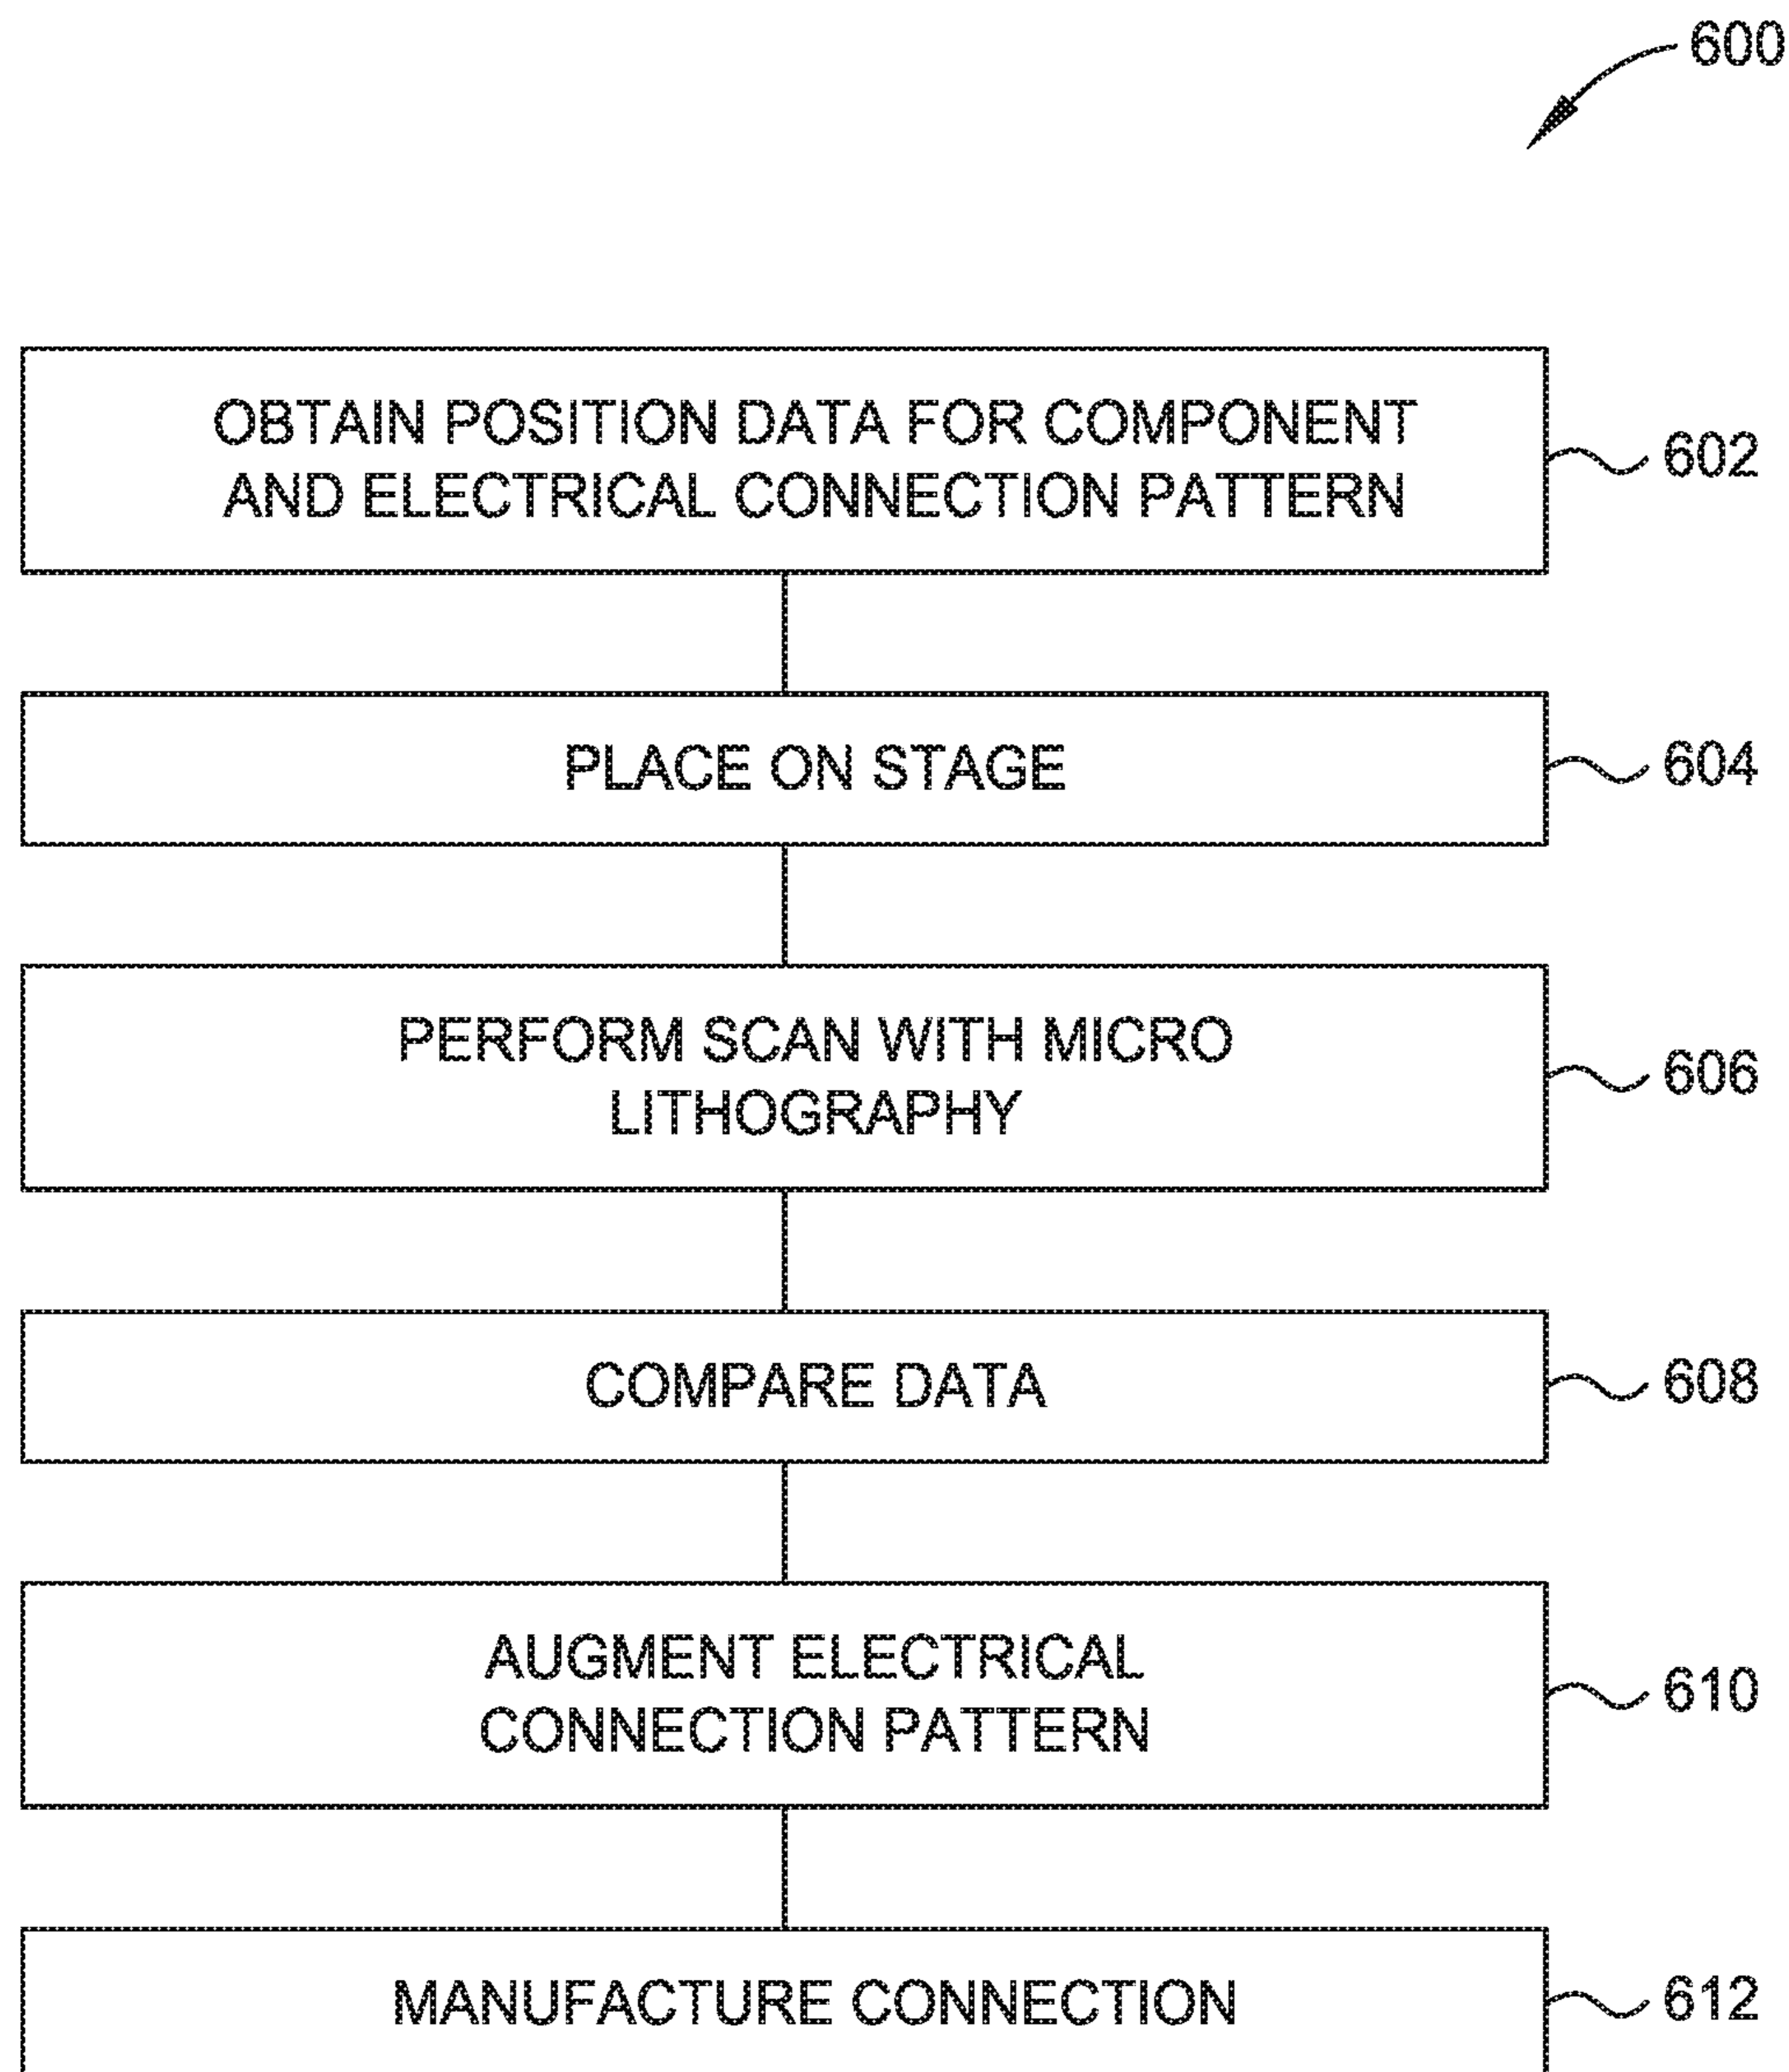 600
OBTAIN POSITION DATA FOR COMPONENT
AND ELECTRICAL CONNECTION PATTERN
602
PLACE ON STAGE
604
PERFORM SCAN WITH MICRO
LITHOGRAPHY
606
COMPARE DATA
608
AUGMENT ELECTRICAL
CONNECTION PATTERN
610
MANUFACTURE CONNECTION
612